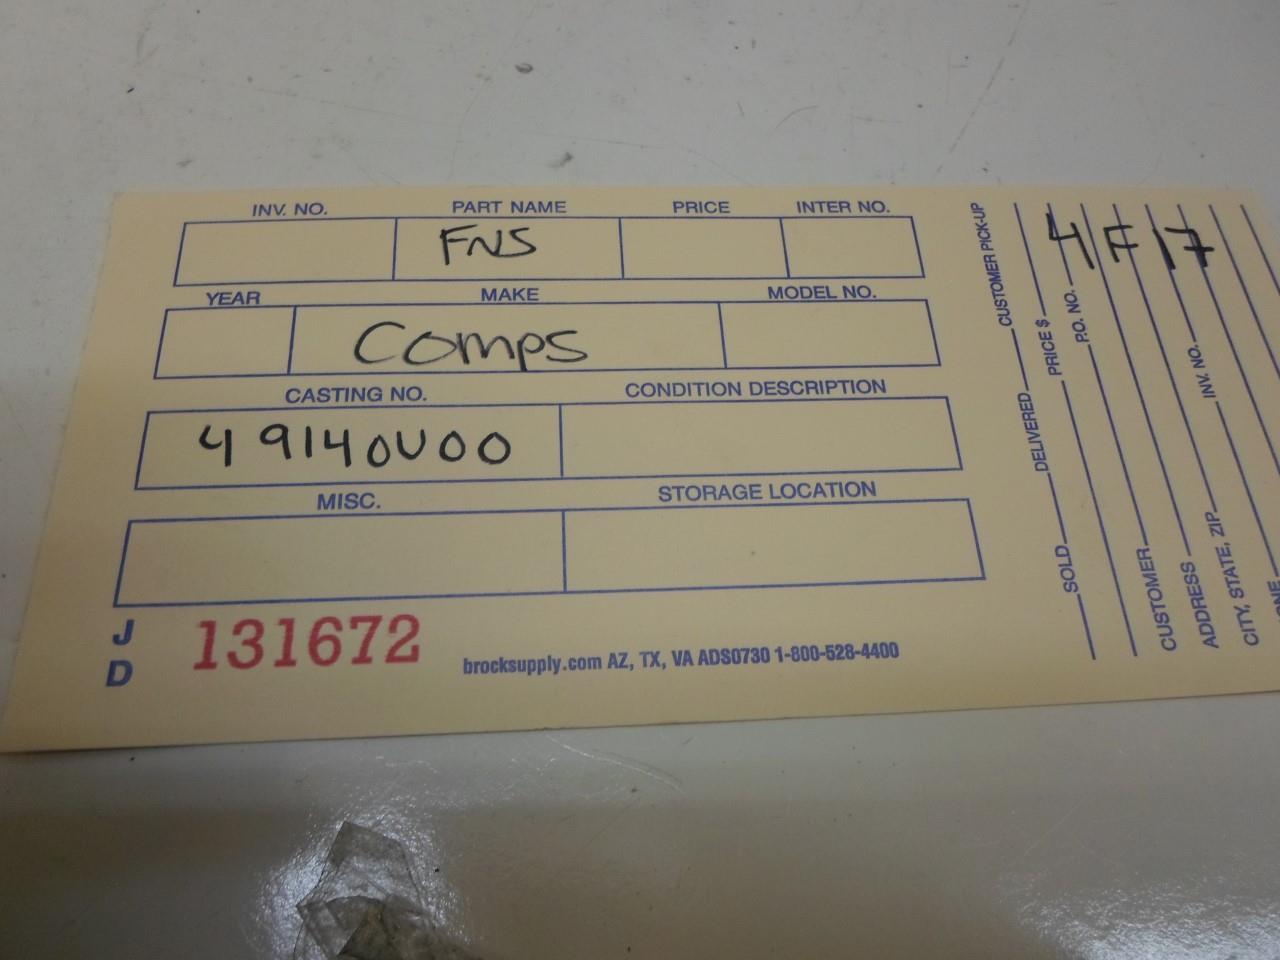 INV. NO. PART NAME PRICE INTER NO.
FNS
YEAR MAKE MODEL NO.
Comps
CASTING NO. CONDITION DESCRIPTION
49140U00
MISC. STORAGE LOCATION
J
D
131672
brocksupply.com AZ, TX, VA ADS0730 1-800-528-4400
SOLD DELIVERED CUSTOMER PICK-UP
PRICE $
P.O. NO.
CUSTOMER
ADDRESS INV. NO.
CITY, STATE, ZIP
4F17